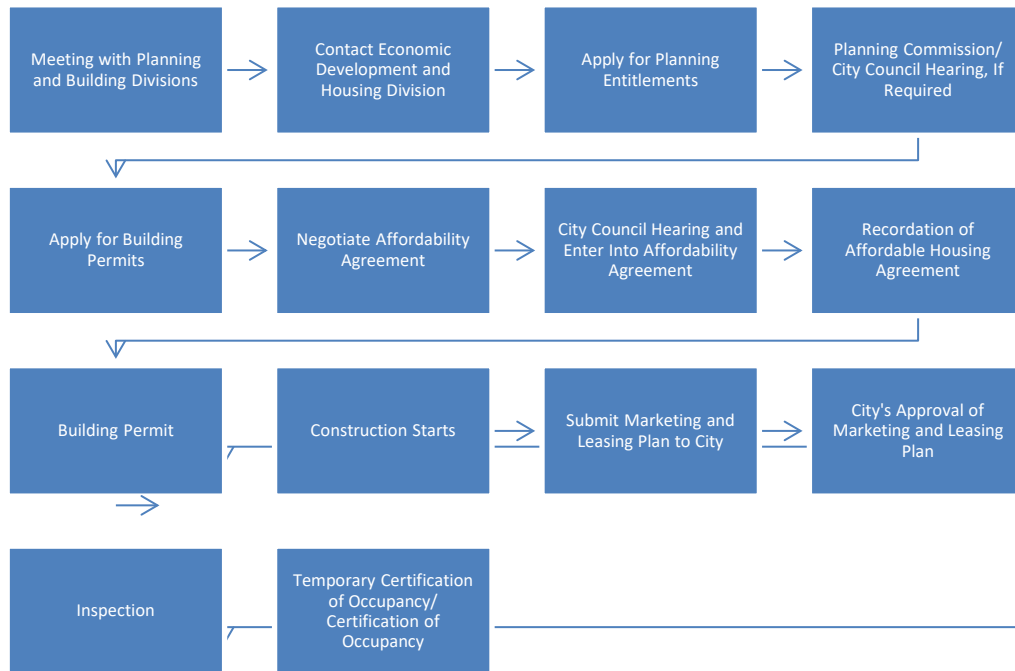 Meeting with Planning
and Building Divisions
Contact Economic
Development and
Housing Division
Apply for Planning
Entitlements
Planning Commission/
City Council Hearing, If
Required
Apply for Building
Permits
Negotiate Affordability
Agreement
City Council Hearing and
Enter Into Affordability
Agreement
Recordation of
Affordable Housing
Agreement
Building Permit
Construction Starts
Submit Marketing and
Leasing Plan to City
City's Approval of
Marketing and Leasing
Plan
Inspection
Temporary Certification
of Occupancy/
Certification of
Occupancy